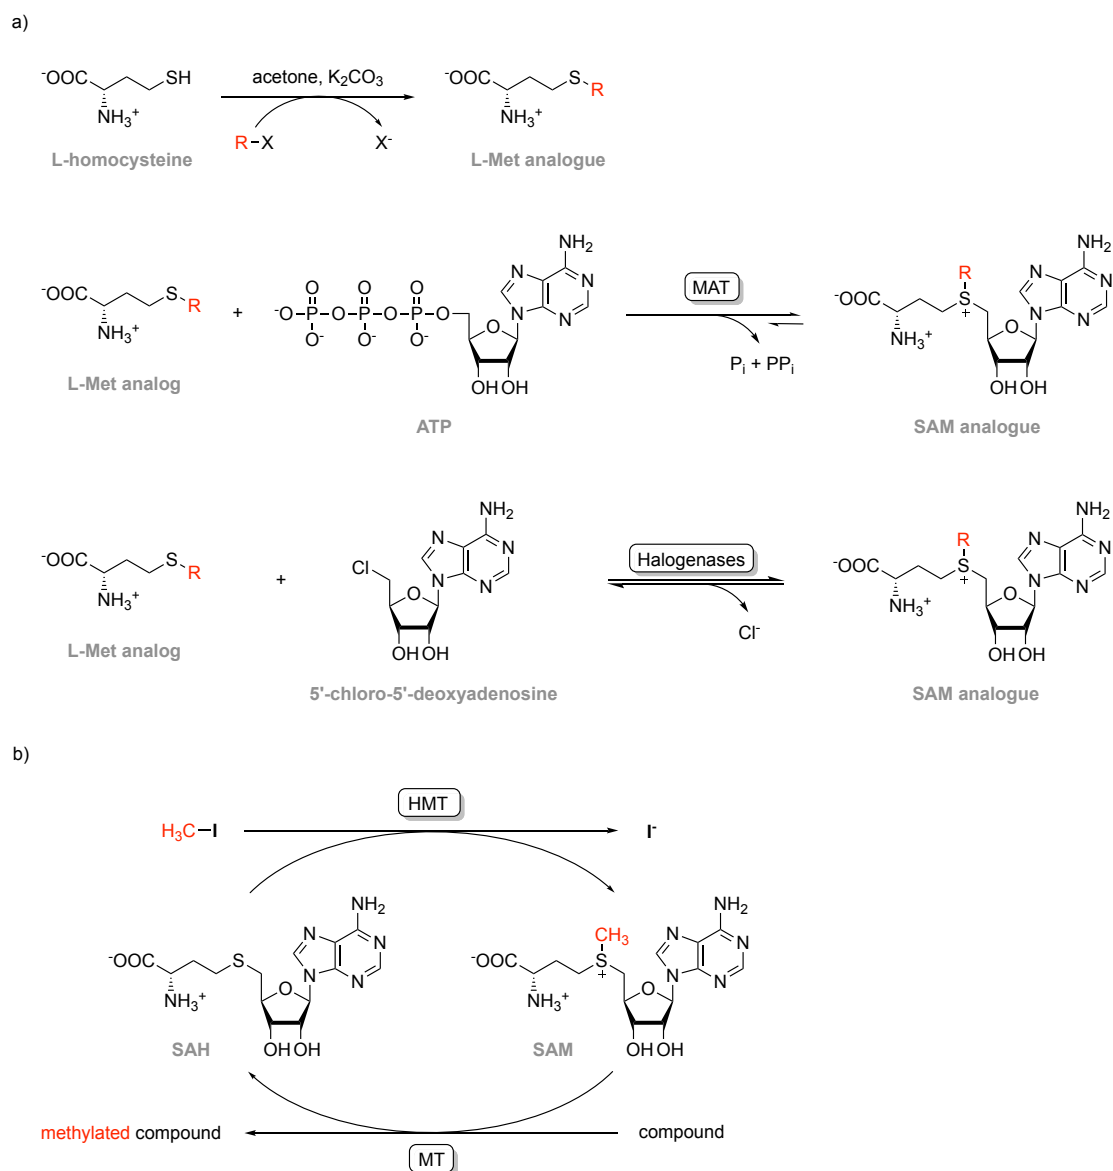 a)
⁻OOC SH
NH₃⁺
L-homocysteine
acetone, K₂CO₃
R–X X⁻
⁻OOC S R
NH₃⁺
L-Met analogue
⁻OOC S R
NH₃⁺
L-Met analog
+
O O O
⁻O P O P O P O
O⁻ O⁻ O⁻
NH₂
N N
N N
O
OH OH
ATP
MAT
Pᵢ + PPᵢ
NH₂
R N N
⁻OOC S N N
+
NH₃⁺ O
OH OH
SAM analogue
⁻OOC S R
NH₃⁺
L-Met analog
+
NH₂
N N
Cl N N
O
OH OH
5'-chloro-5'-deoxyadenosine
Halogenases
Cl⁻
NH₂
R N N
⁻OOC S N N
+
NH₃⁺ O
OH OH
SAM analogue
b)
HMT
H₃C–I I⁻
NH₂
N N
⁻OOC S N N
NH₃⁺ O
OH OH
SAH
NH₂
CH₃ N N
⁻OOC S N N
+
NH₃⁺ O
OH OH
SAM
methylated compound compound
MT